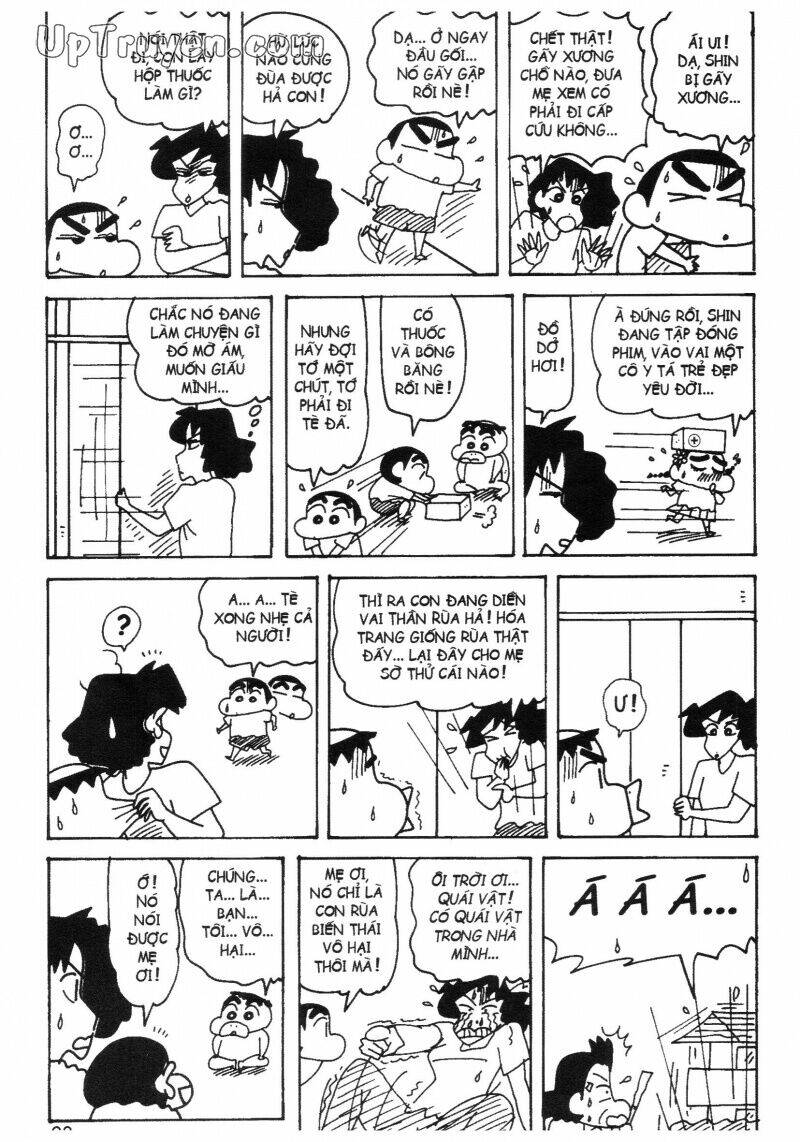 UpTruyen.com
ÁI UI!
DẠ, SHIN
BỊ GÃY
XƯƠNG...
CHẾT THẬT!
GÃY XƯƠNG
CHỖ NÀO, ĐƯA
MẸ XEM CÓ
PHẢI ĐI CẤP
CỨU KHÔNG...
DẠ... Ở NGAY
ĐẦU GỐI...
NÓ GÃY GẬP
RỒI NÈ!
HỪ LÚC
NÀO CŨNG
ĐÙA ĐƯỢC
HẢ CON!
NÓI THẬT
ĐI, CON LẤY
HỘP THUỐC
LÀM GÌ?
Ơ...
Ơ...
À ĐÚNG RỒI, SHIN
ĐANG TẬP ĐÓNG
PHIM, VÀO VAI MỘT
CÔ Y TÁ TRẺ ĐẸP
YÊU ĐỜI...
ĐỒ
DỞ
HƠI!
CÓ
THUỐC
VÀ BÔNG
BĂNG
RỒI NÈ!
NHƯNG
HÃY ĐỢI
TỚ MỘT
CHÚT, TỚ
PHẢI ĐI
TÈ ĐÃ.
CHẮC NÓ ĐANG
LÀM CHUYỆN GÌ
ĐÓ MỜ ÁM,
MUỐN GIẤU
MÌNH...
Ư!
THÌ RA CON ĐANG DIỄN
VAI THẦN RÙA HẢ! HÓA
TRANG GIỐNG RÙA THẬT
ĐẤY... LẠI ĐÂY CHO MẸ
SỜ THỬ CÁI NÀO!
A... A... TÈ
XONG NHẸ CẢ
NGƯỜI!
?
Á Á Á...
ÔI TRỜI ƠI...
QUÁI VẬT!
CÓ QUÁI VẬT
TRONG NHÀ
MÌNH...
MẸ ƠI,
NÓ CHỈ LÀ
CON RÙA
BIẾN THÁI
VÔ HẠI
THÔI MÀ!
CHÚNG...
TA... LÀ...
BẠN...
TÔI... VÔ...
HẠI...
Ớ!
NÓ
NÓI
ĐƯỢC
MẸ
ƠI!